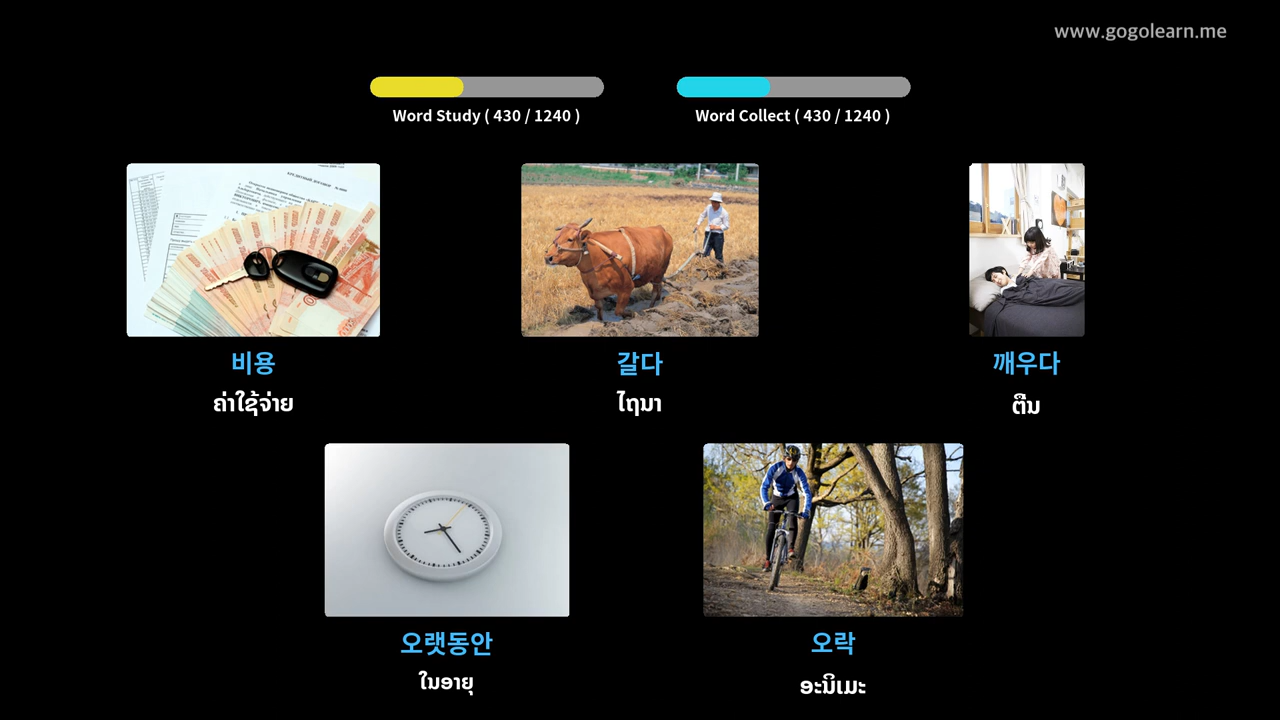 www.gogolearn.me
Word Study ( 430 / 1240 )
Word Collect ( 430 / 1240 )
비용
갈다
깨우다
ຄ່າໃຊ້ຈ່າຍ
ໄຖນາ
ຕື່ນ
오랫동안
오락
ໃນອາຍຸ
ອະນິເມະ